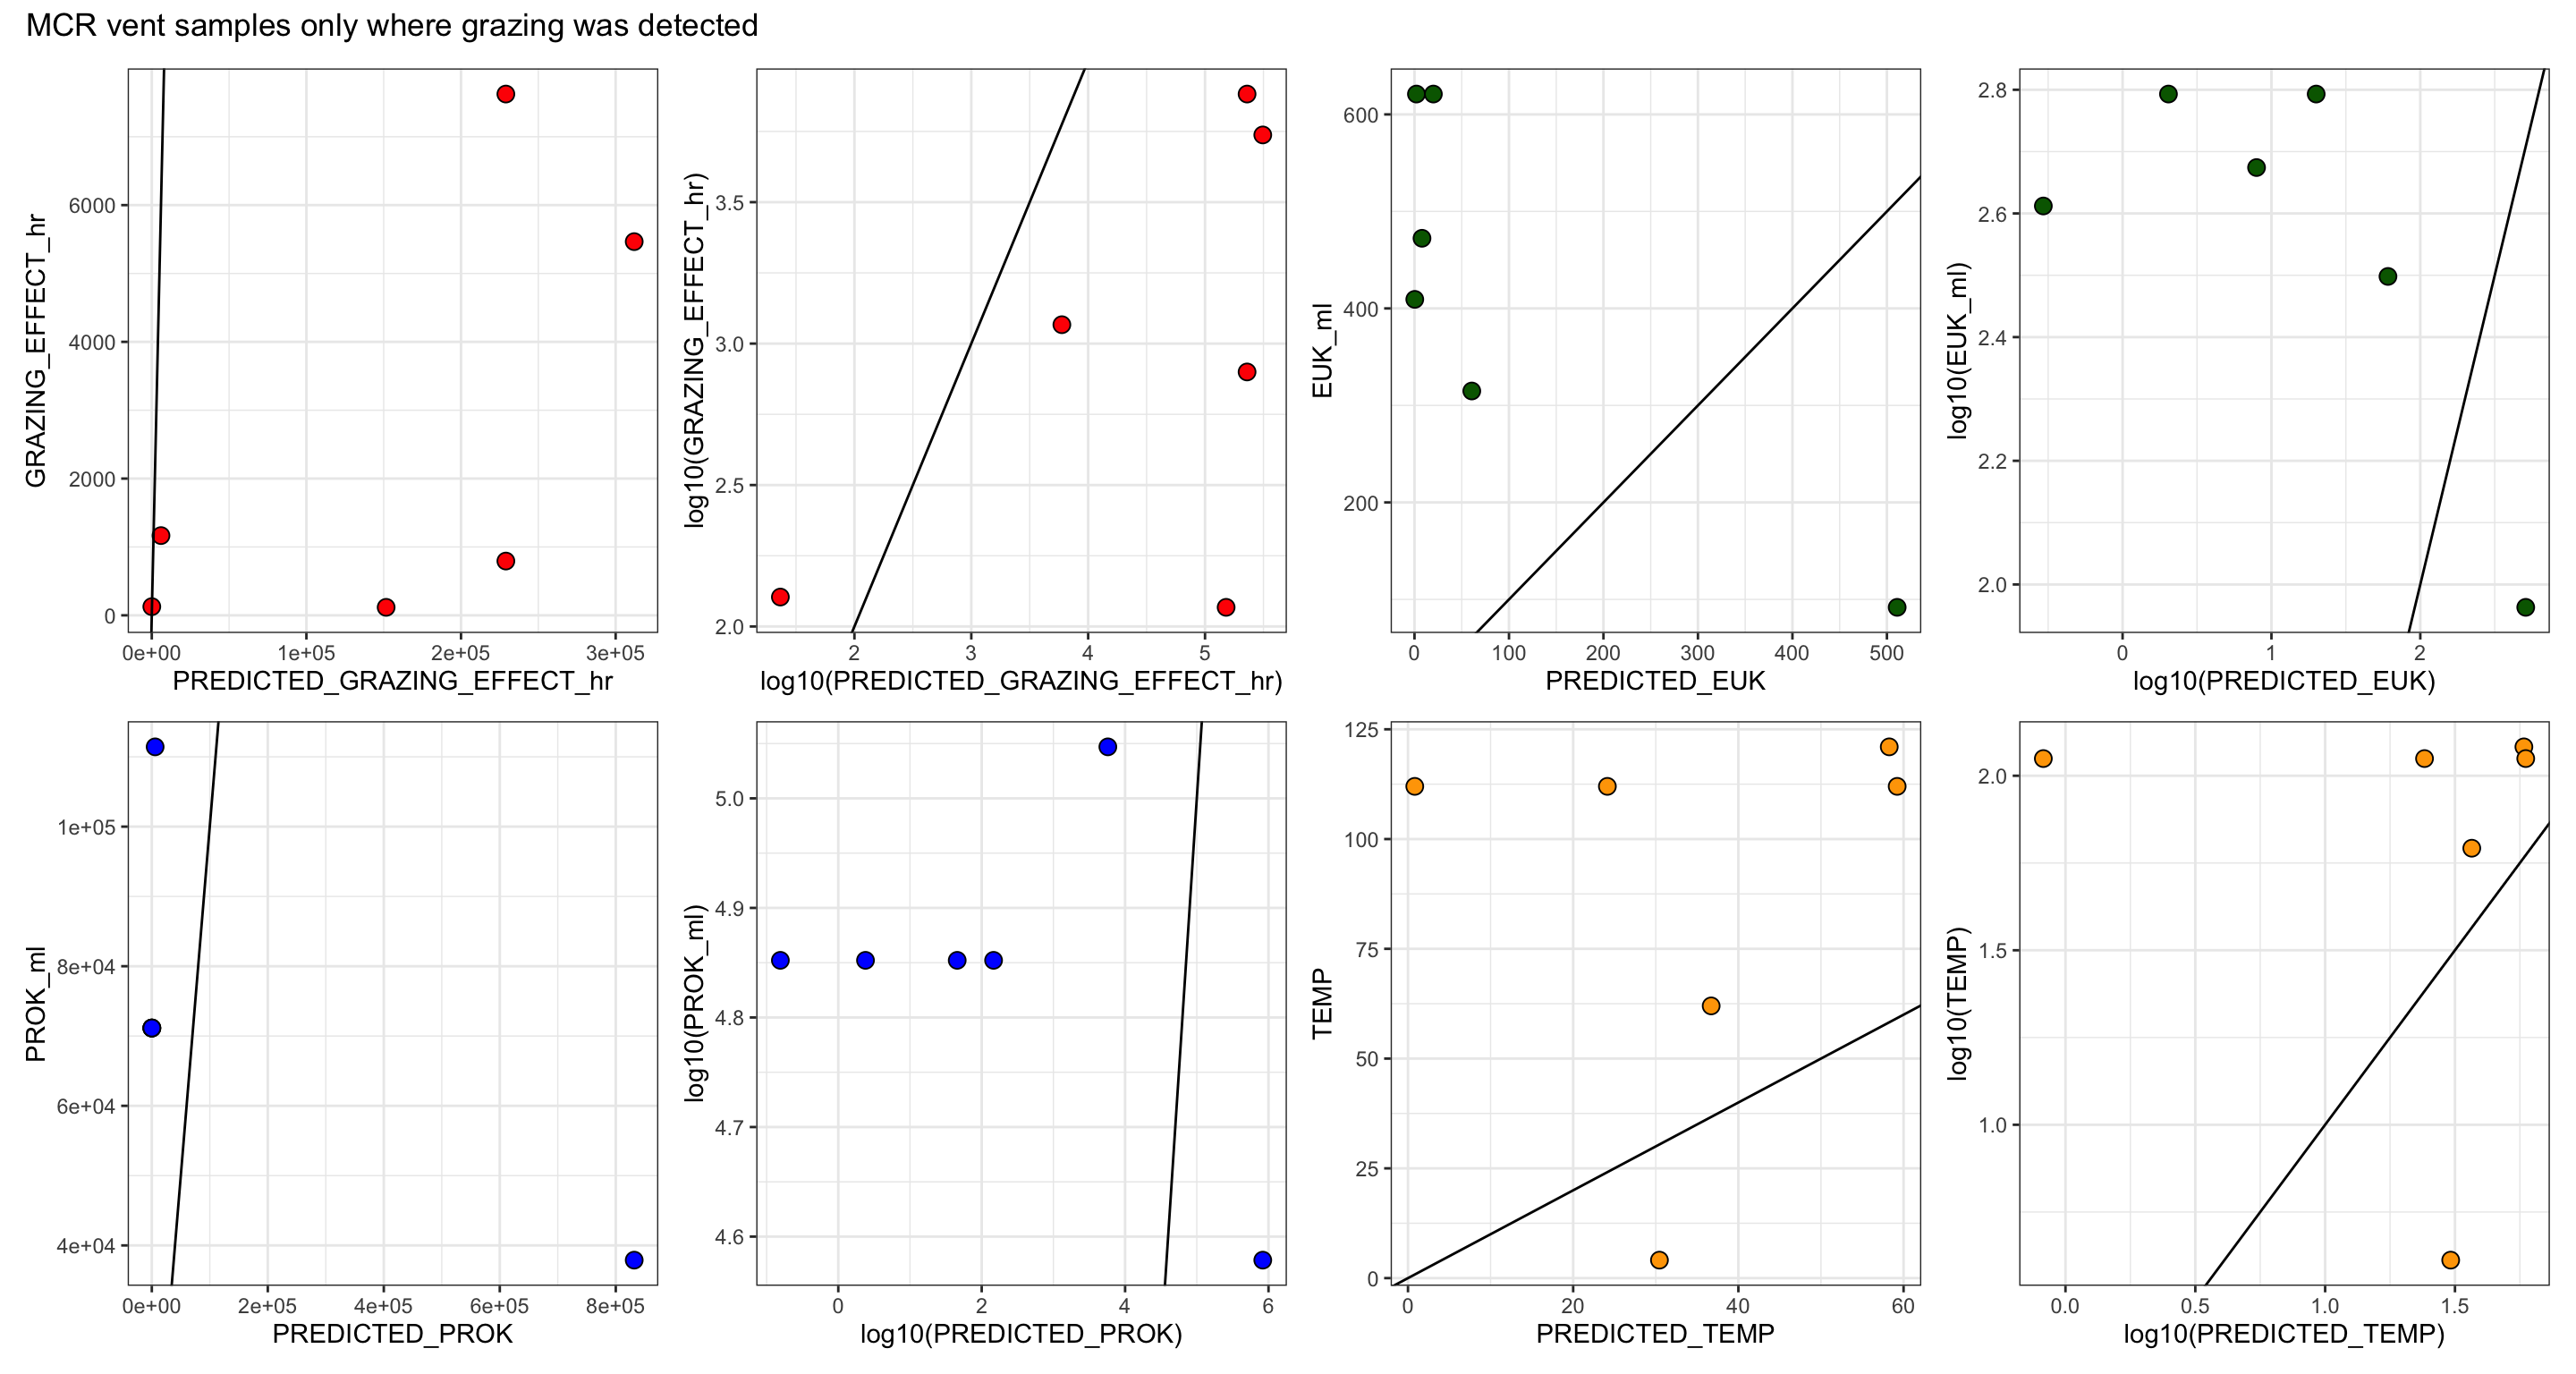 MCR vent samples only where grazing was detected
GRAZING_EFFECT_hr
6000
4000
2000
0
0e+00 1e+05 2e+05 3e+05
PREDICTED_GRAZING_EFFECT_hr
log10(GRAZING_EFFECT_hr)
3.5
3.0
2.5
2.0
2 3 4 5
log10(PREDICTED_GRAZING_EFFECT_hr)
EUK_ml
600
400
200
0 100 200 300 400 500
PREDICTED_EUK
log10(EUK_ml)
2.8
2.6
2.4
2.2
2.0
0 1 2
log10(PREDICTED_EUK)
PROK_ml
1e+05
8e+04
6e+04
4e+04
0e+00 2e+05 4e+05 6e+05 8e+05
PREDICTED_PROK
log10(PROK_ml)
5.0
4.9
4.8
4.7
4.6
0 2 4 6
log10(PREDICTED_PROK)
TEMP
125
100
75
50
25
0
0 20 40 60
PREDICTED_TEMP
log10(TEMP)
2.0
1.5
1.0
0.0 0.5 1.0 1.5
log10(PREDICTED_TEMP)